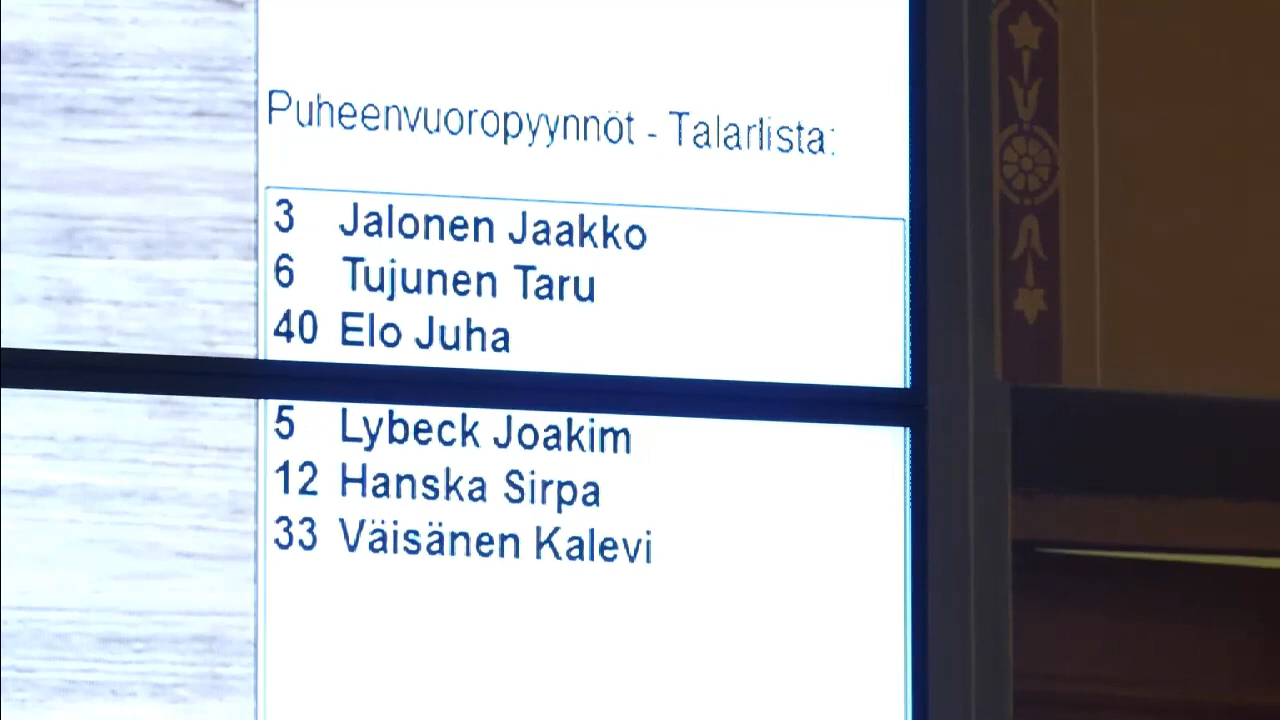 Puheenvuoropyynnöt - Talarlista:
3 Jalonen Jaakko
6 Tujunen Taru
40 Elo Juha
5 Lybeck Joakim
12 Hanska Sirpa
33 Väisänen Kalevi